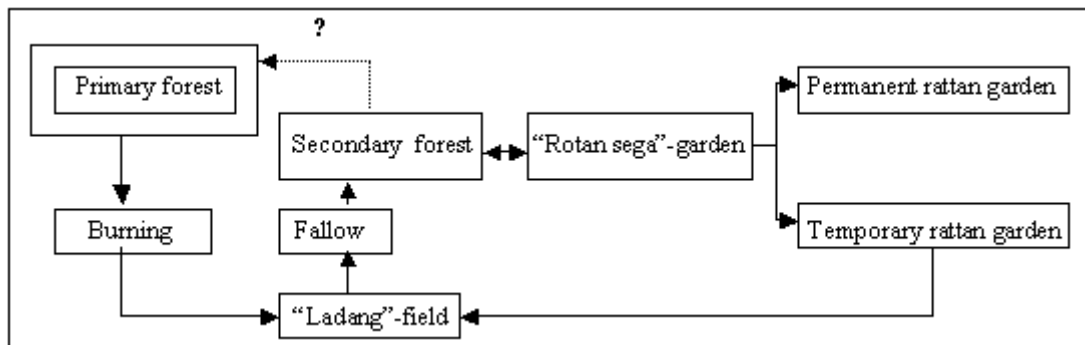 ?
Primary forest
Permanent rattan garden
Secondary forest
“Rotan sega”-garden
Burning
Fallow
Temporary rattan garden
“Ladang”-field